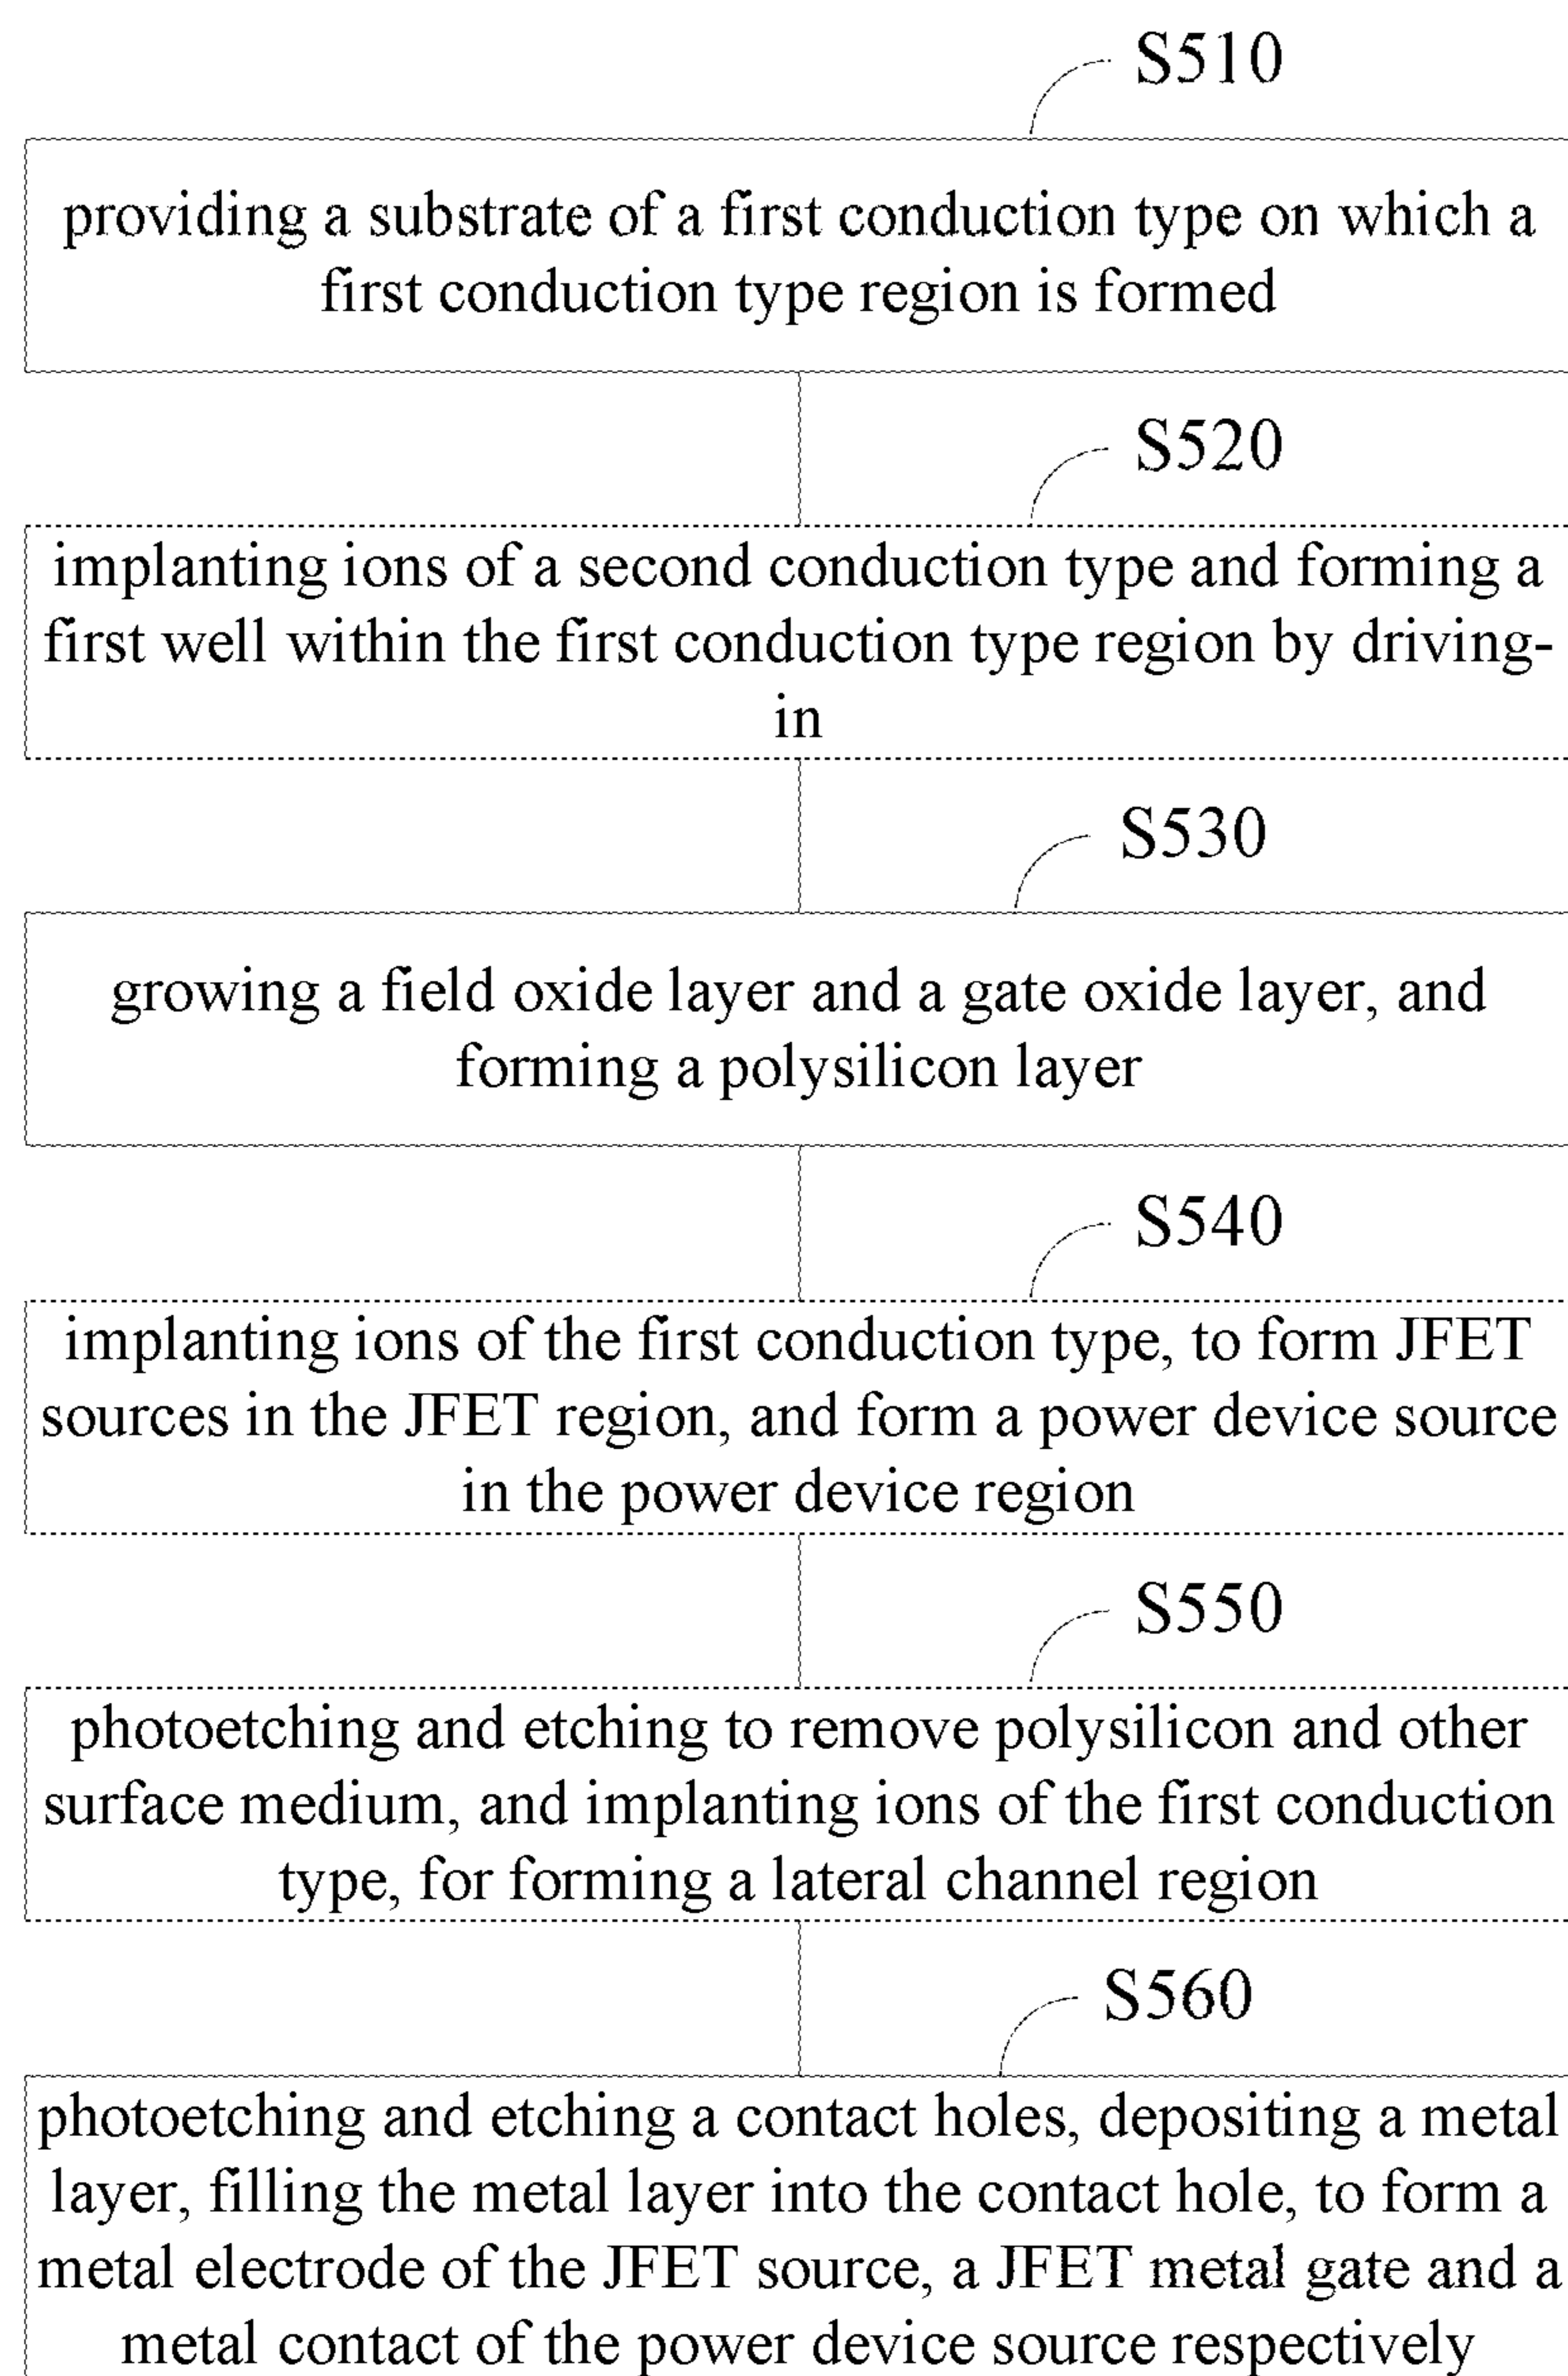 S510
providing a substrate of a first conduction type on which a
first conduction type region is formed
S520
implanting ions of a second conduction type and forming a
first well within the first conduction type region by driving-
in
S530
growing a field oxide layer and a gate oxide layer, and
forming a polysilicon layer
S540
implanting ions of the first conduction type, to form JFET
sources in the JFET region, and form a power device source
in the power device region
S550
photoetching and etching to remove polysilicon and other
surface medium, and implanting ions of the first conduction
type, for forming a lateral channel region
S560
photoetching and etching a contact holes, depositing a metal
layer, filling the metal layer into the contact hole, to form a
metal electrode of the JFET source, a JFET metal gate and a
metal contact of the power device source respectively